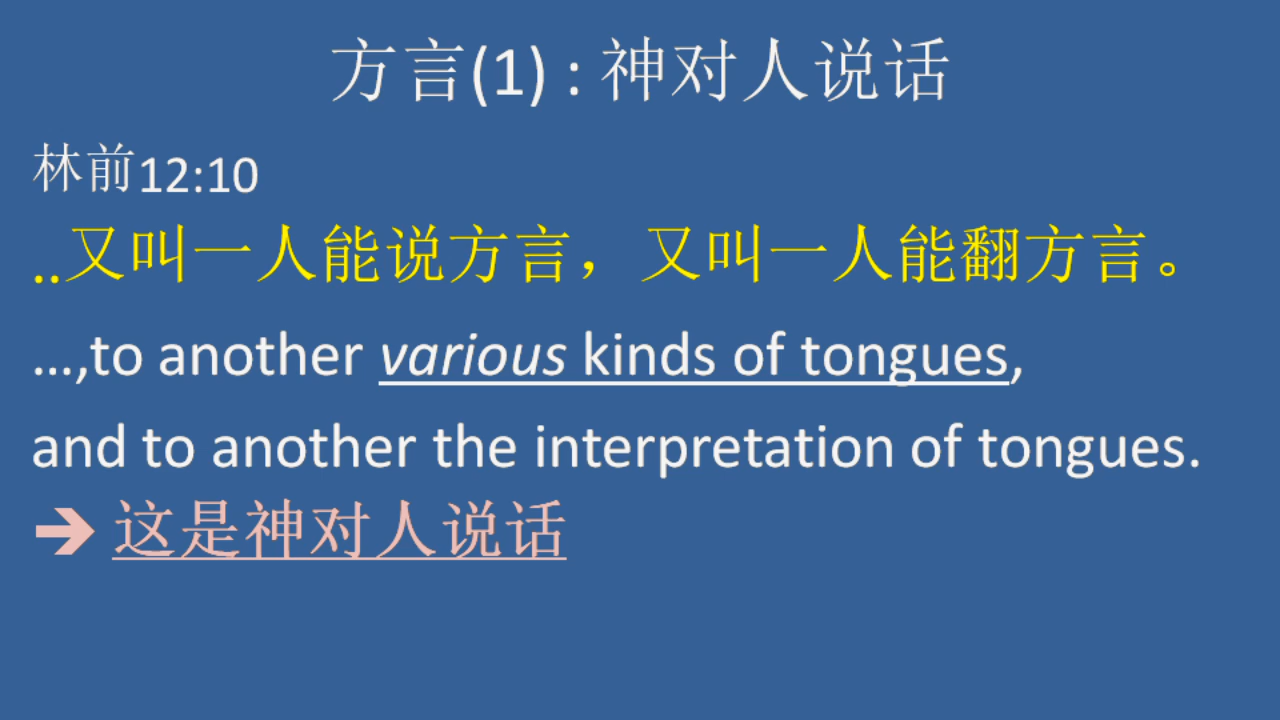 方言(1) : 神对人说话
林前12:10
..又叫一人能说方言，又叫一人能翻方言。
…,to another various kinds of tongues,
and to another the interpretation of tongues.
➔ 这是神对人说话